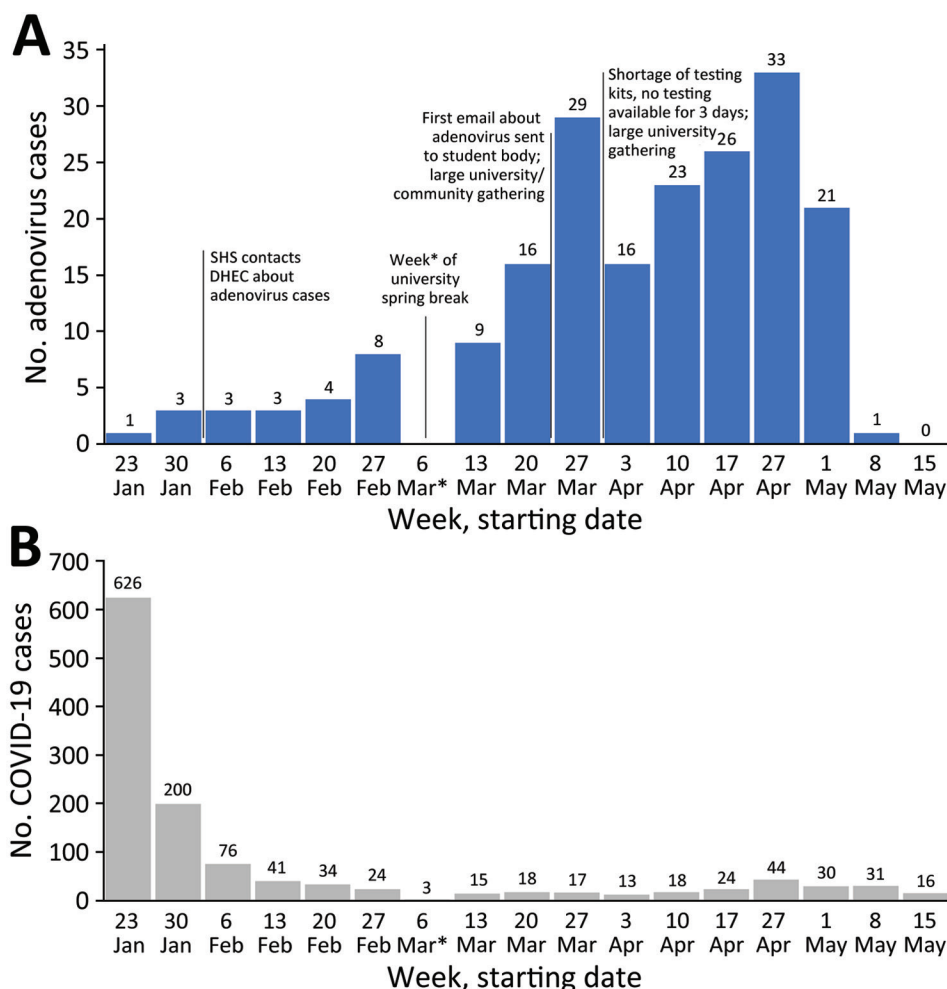 A
No. adenovirus cases
35
30
25
20
15
10
5
0
1
3
3
3
4
8
9
16
29
16
23
26
33
21
1
0
SHS contacts
DHEC about
adenovirus cases
Week* of
university
spring break
First email about
adenovirus sent
to student body;
large university/
community gathering
Shortage of testing
kits, no testing
available for 3 days;
large university
gathering
23 30 6 13 20 27 6 13 20 27 3 10 17 27 1 8 15
Jan Jan Feb Feb Feb Feb Mar* Mar Mar Mar Apr Apr Apr Apr May May May
Week, starting date
B
No. COVID-19 cases
700
600
500
400
300
200
100
0
626
200
76
41
34
24
3
15
18
17
13
18
24
44
30
31
16
23 30 6 13 20 27 6 13 20 27 3 10 17 27 1 8 15
Jan Jan Feb Feb Feb Feb Mar* Mar Mar Mar Apr Apr Apr Apr May May May
Week, starting date